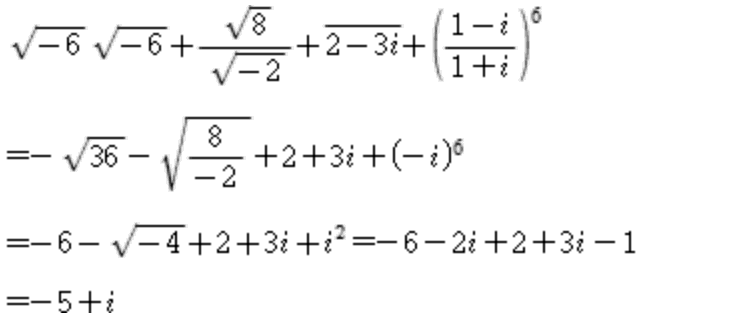 √-6 √-6 + √8/√-2 + \overline{2-3i} + ((1-i)/(1+i))^6
=-√36 - √(8/-2) + 2 + 3i + (-i)^6
=-6 - √-4 + 2 + 3i + i^2 =-6 - 2i + 2 + 3i - 1
=-5 + i